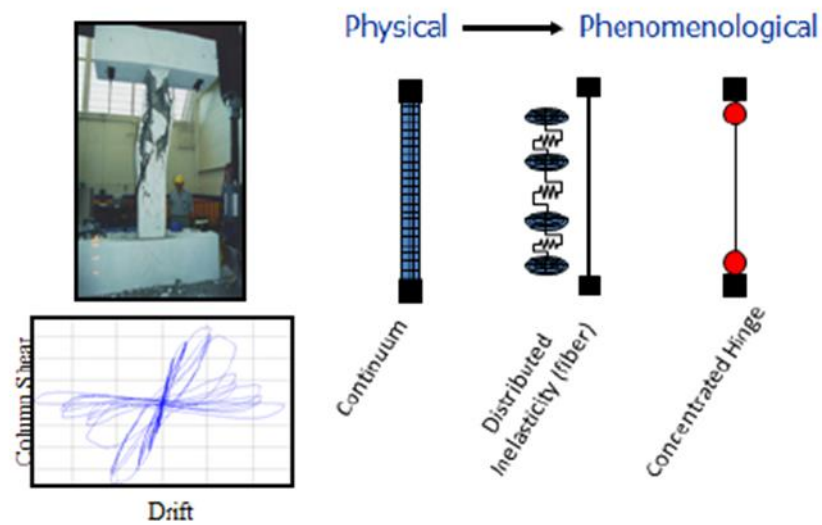 Physical
Phenomenological
Column Shear
Drift
Continuum
Distributed
Inelasticity (fiber)
Concentrated Hinge